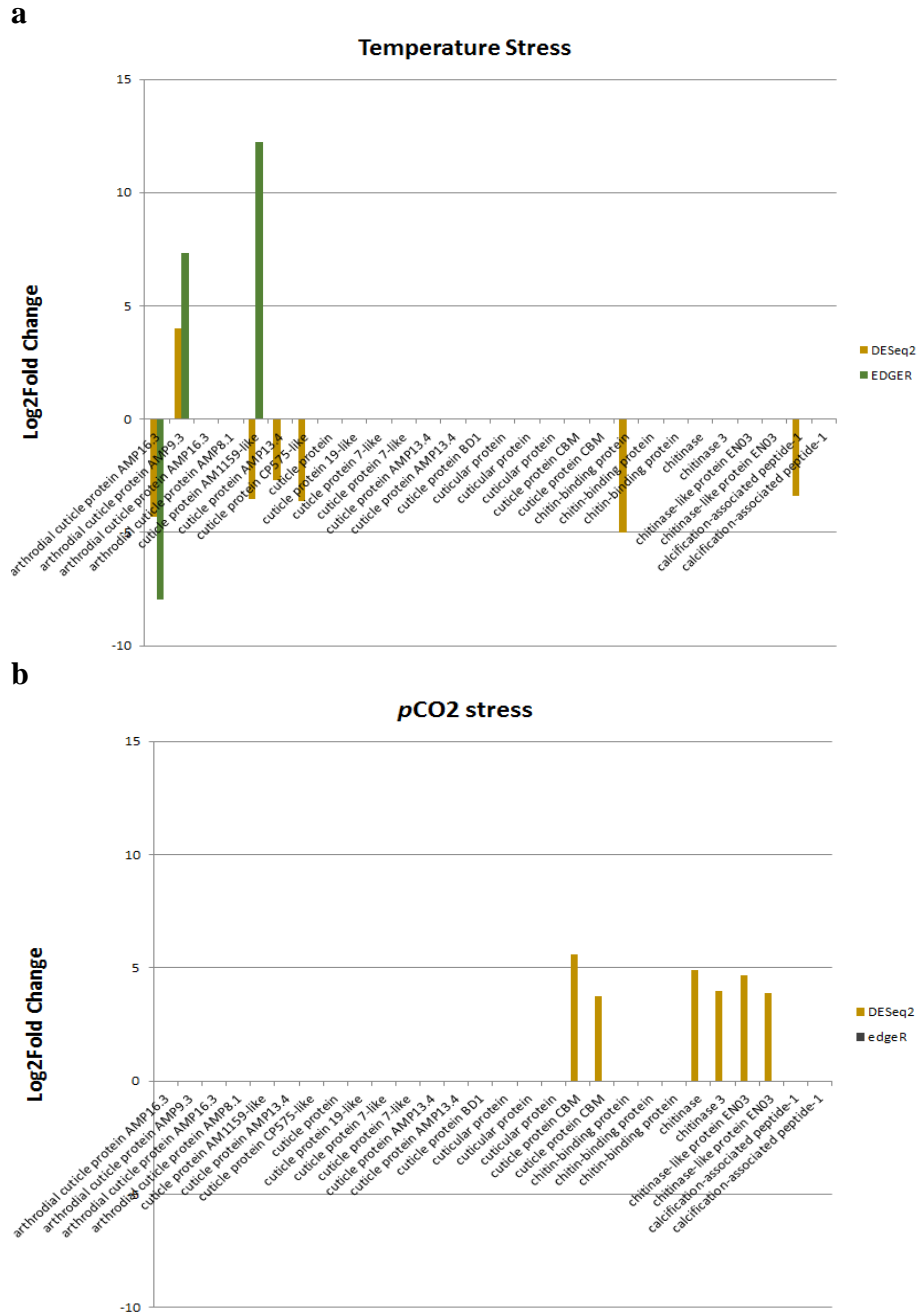 a
Temperature Stress
15
10
5
0
-5
-10
Log2Fold Change
DESeq2
EDGER
arthrodial cuticle protein AMP16.3
arthrodial cuticle protein AMP9.3
arthrodial cuticle protein AMP16.3
arthrodial cuticle protein AMP8.1
cuticle protein AM1159-like
cuticle protein AMP13.4
cuticle protein CP575-like
cuticle protein
cuticle protein 19-like
cuticle protein 7-like
cuticle protein 7-like
cuticle protein AMP13.4
cuticle protein AMP13.4
cuticle protein BD1
cuticular protein
cuticular protein
cuticular protein
cuticle protein CBM
cuticle protein CBM
chitin-binding protein
chitin-binding protein
chitin-binding protein
chitinase
chitinase 3
chitinase-like protein EN03
chitinase-like protein EN03
calcification-associated peptide-1
calcification-associated peptide-1
b
pCO2 stress
15
10
5
0
-5
-10
Log2Fold Change
DESeq2
edgeR
arthrodial cuticle protein AMP16.3
arthrodial cuticle protein AMP9.3
arthrodial cuticle protein AMP16.3
arthrodial cuticle protein AMP8.1
cuticle protein AM1159-like
cuticle protein AMP13.4
cuticle protein CP575-like
cuticle protein
cuticle protein 19-like
cuticle protein 7-like
cuticle protein 7-like
cuticle protein AMP13.4
cuticle protein AMP13.4
cuticle protein BD1
cuticular protein
cuticular protein
cuticular protein
cuticle protein CBM
cuticle protein CBM
chitin-binding protein
chitin-binding protein
chitin-binding protein
chitinase
chitinase 3
chitinase-like protein EN03
chitinase-like protein EN03
calcification-associated peptide-1
calcification-associated peptide-1